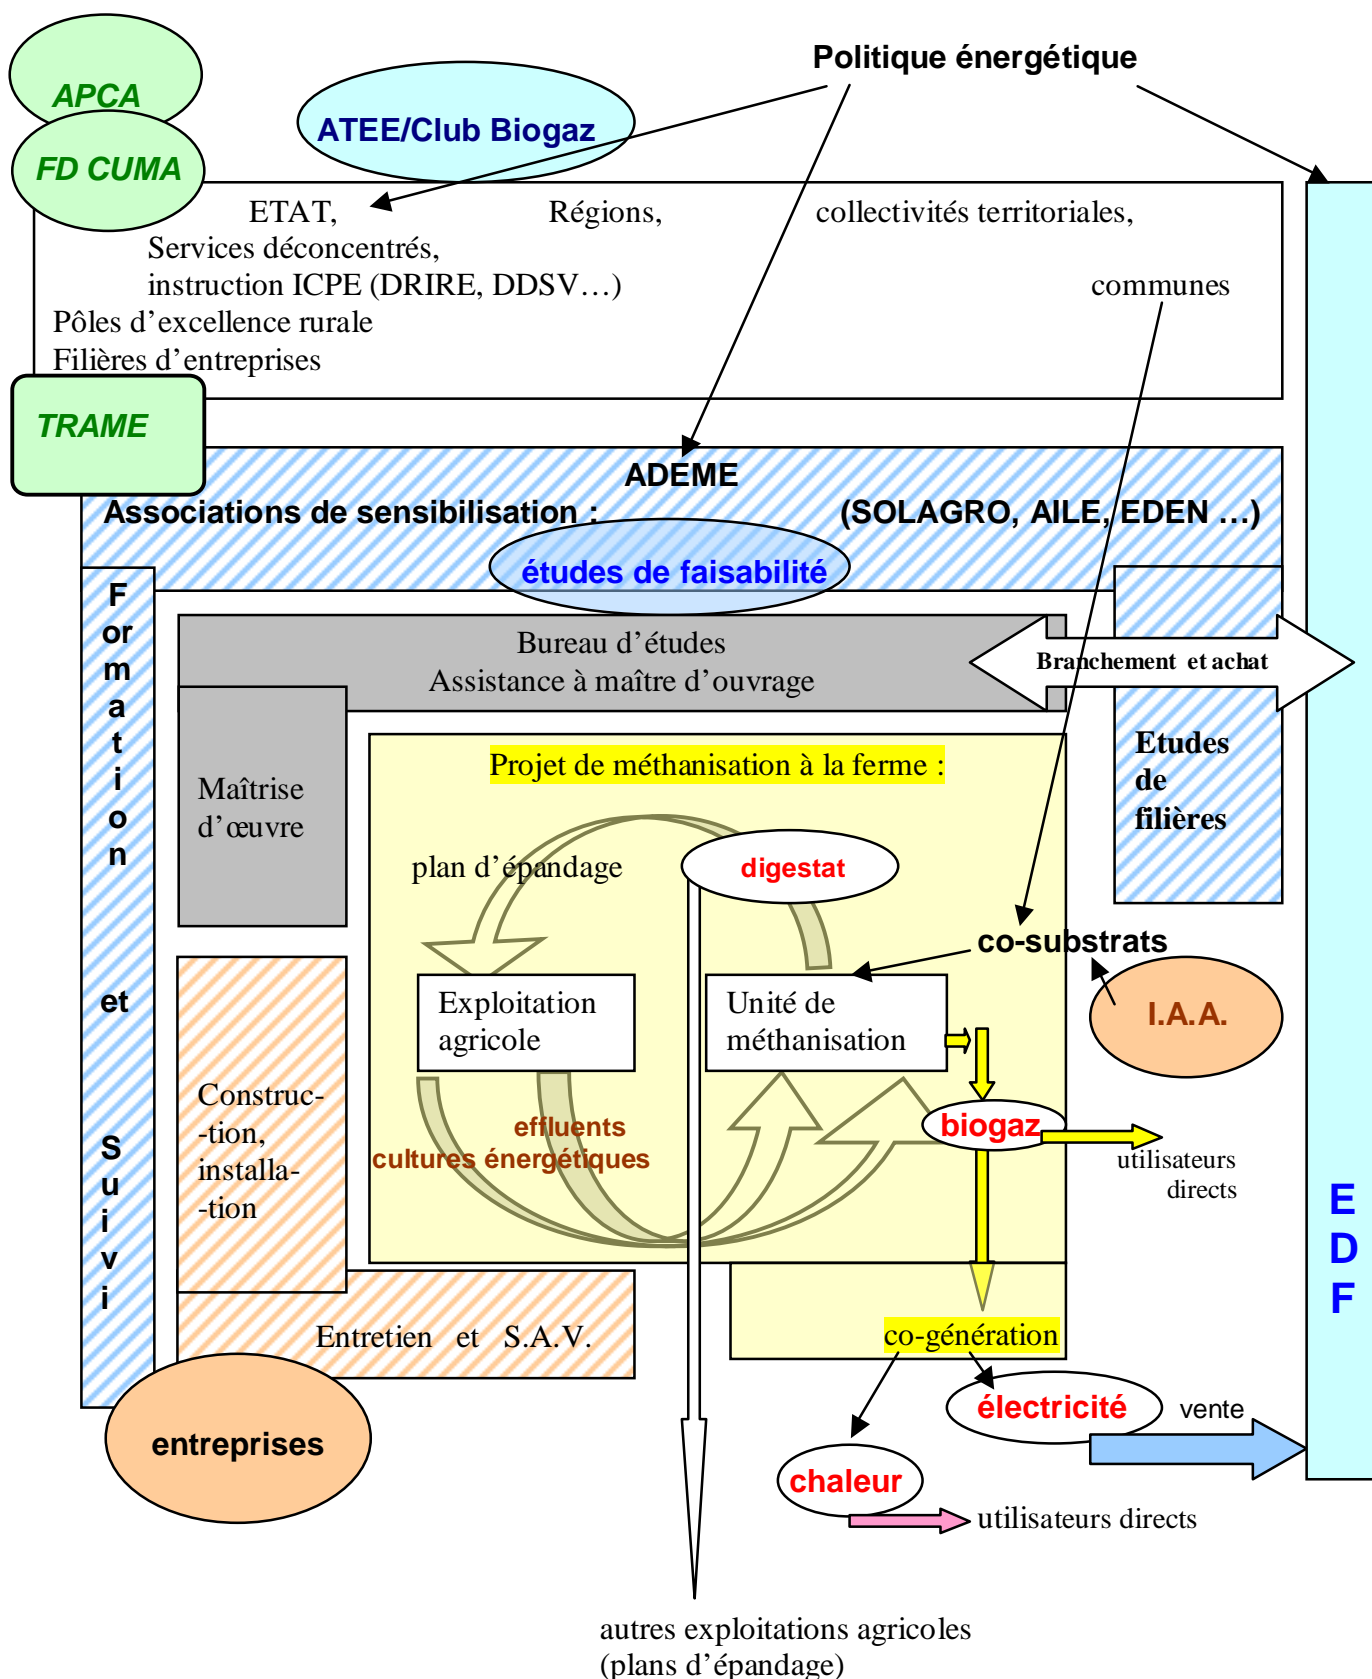 Politique énergétique
APCA
ATEE/Club Biogaz
FD CUMA
ETAT, Régions, collectivités territoriales,
Services déconcentrés,
instruction ICPE (DRIRE, DDSV…) communes
Pôles d’excellence rurale
Filières d’entreprises
TRAME
ADEME
Associations de sensibilisation : (SOLAGRO, AILE, EDEN …)
études de faisabilité
Formation et Suivi
Bureau d’études
Assistance à maître d’ouvrage
Branchement et achat
Maîtrise
d’œuvre
Etudes
de
filières
Projet de méthanisation à la ferme :
plan d’épandage
digestat
co-substrats
Exploitation
agricole
Unité de
méthanisation
I.A.A.
Construc-
-tion,
installa-
-tion
effluents
cultures énergétiques
biogaz
utilisateurs
directs
EDF
Entretien et S.A.V.
co-génération
électricité
vente
entreprises
chaleur
utilisateurs directs
autres exploitations agricoles
(plans d’épandage)